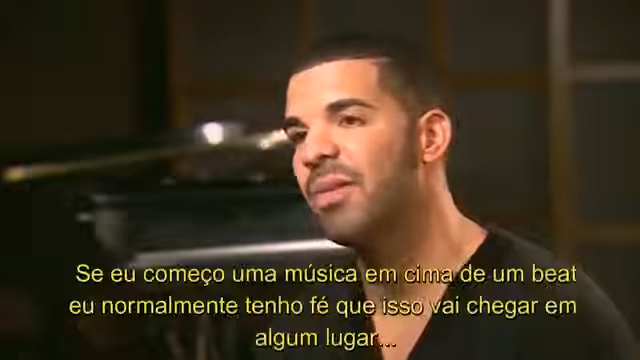 Se eu começo uma música em cima de um beat
eu normalmente tenho fé que isso vai chegar em
algum lugar...